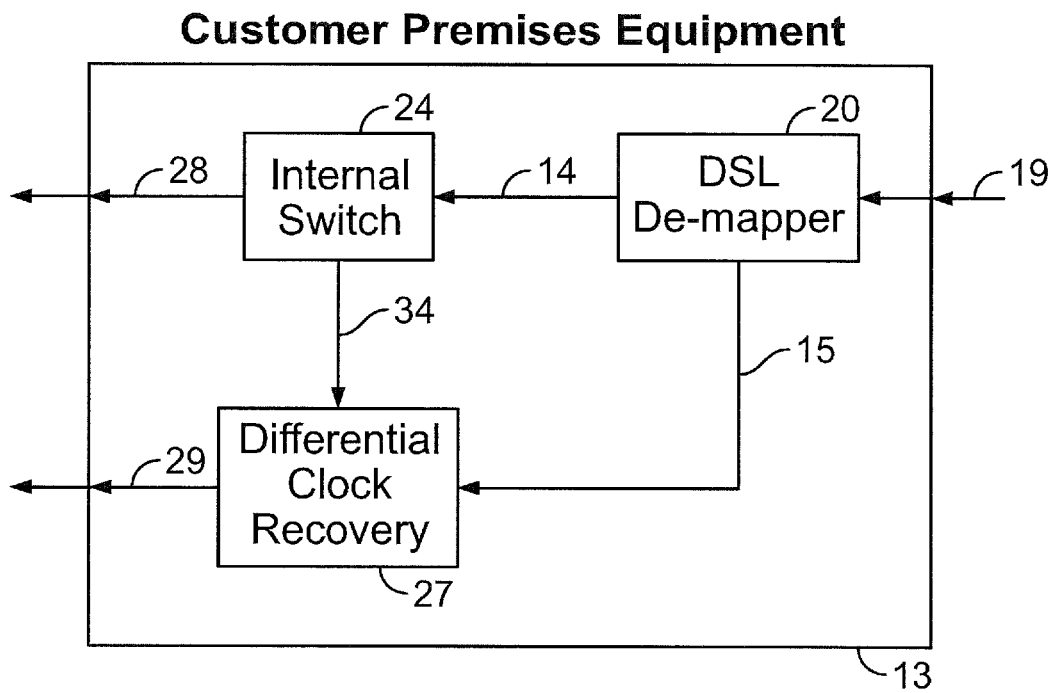 Customer Premises Equipment
24
20
28
Internal
Switch
14
DSL
De-mapper
19
34
15
29
Differential
Clock
Recovery
27
13